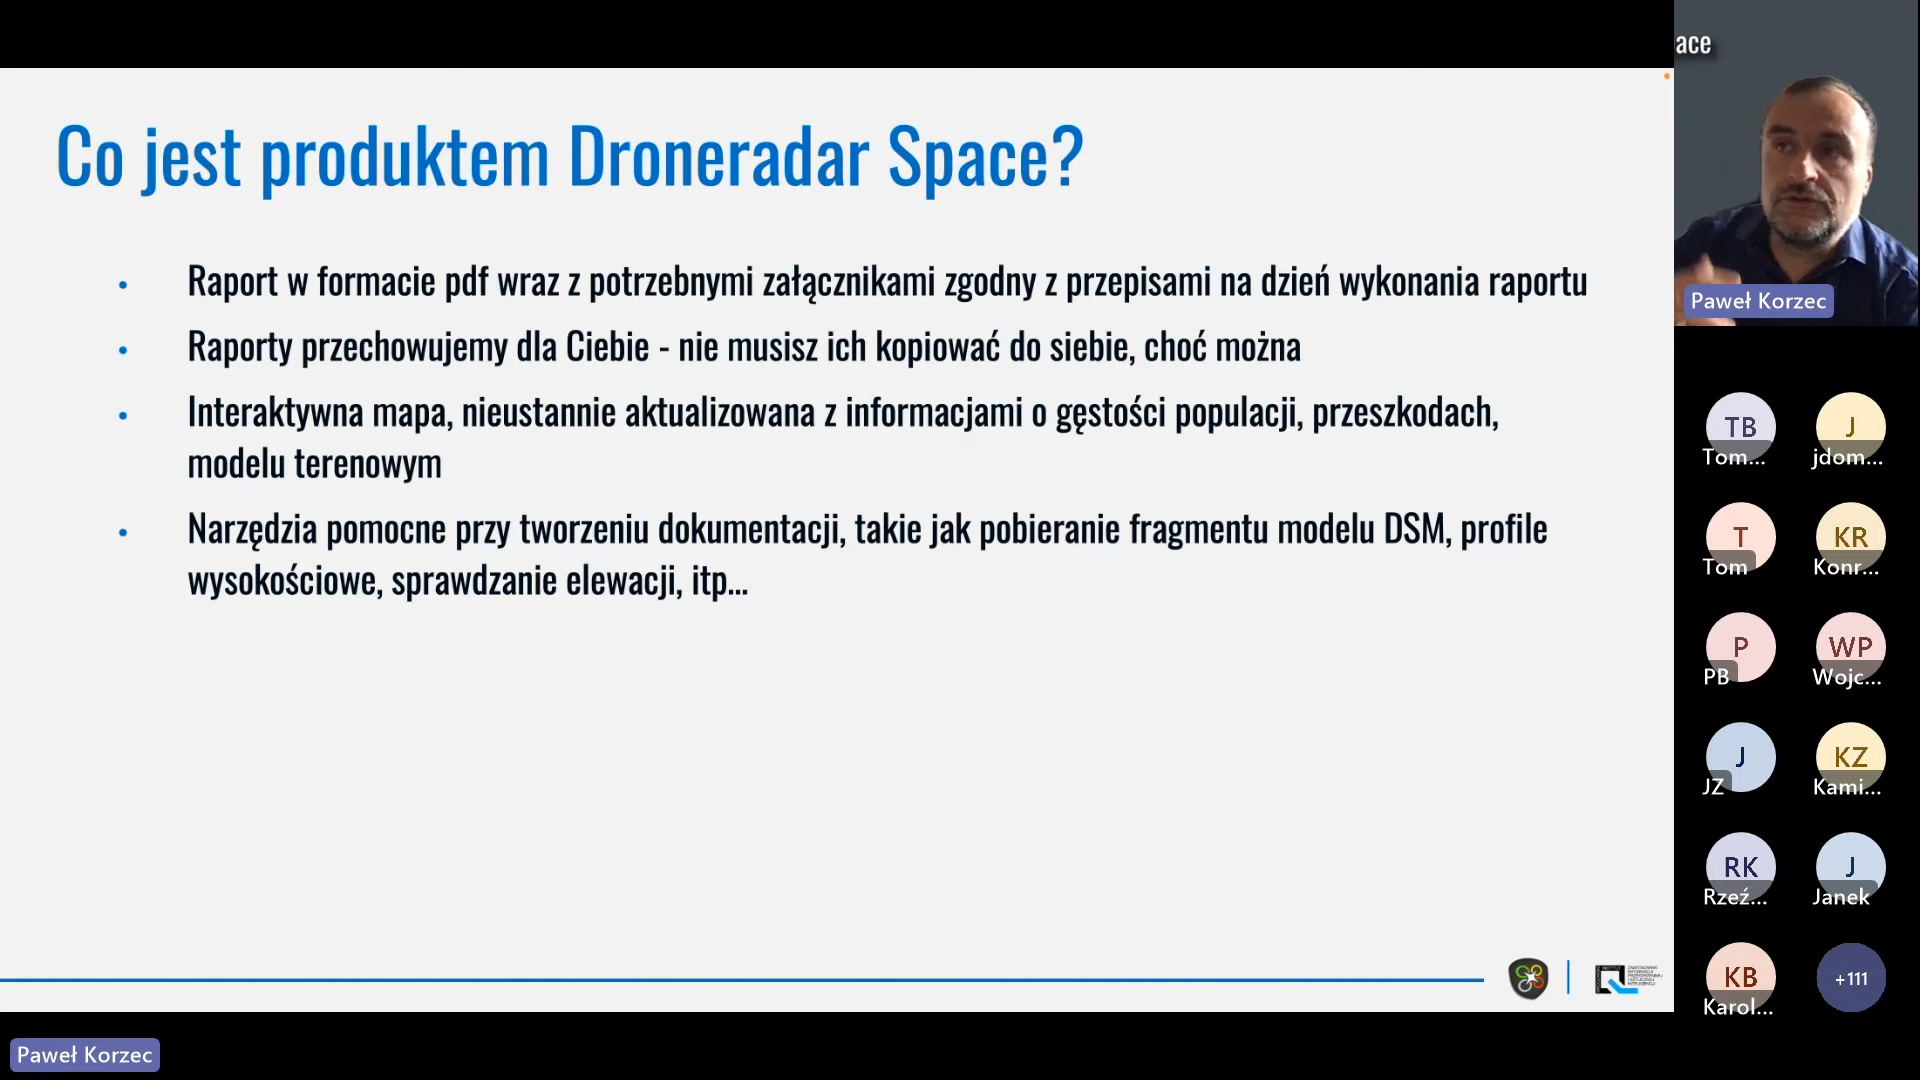 ace
Co jest produktem Droneradar Space?
• Raport w formacie pdf wraz z potrzebnymi załącznikami zgodny z przepisami na dzień wykonania raportu
• Raporty przechowujemy dla Ciebie - nie musisz ich kopiować do siebie, choć można
• Interaktywna mapa, nieustannie aktualizowana z informacjami o gęstości populacji, przeszkodach,
modelu terenowym
• Narzędzia pomocne przy tworzeniu dokumentacji, takie jak pobieranie fragmentu modelu DSM, profile
wysokościowe, sprawdzanie elewacji, itp...
Paweł Korzec
TB
Tom...
J
jdom...
T
Tom
KR
Konr...
P
PB
WP
Wojc...
J
JZ
KZ
Kami...
RK
Rzeź...
J
Janek
KB
Karol...
+111
Paweł Korzec